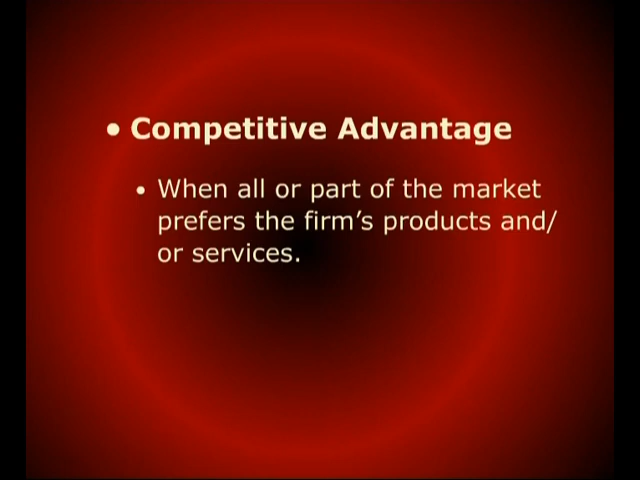 • Competitive Advantage
• When all or part of the market
prefers the firm’s products and/
or services.